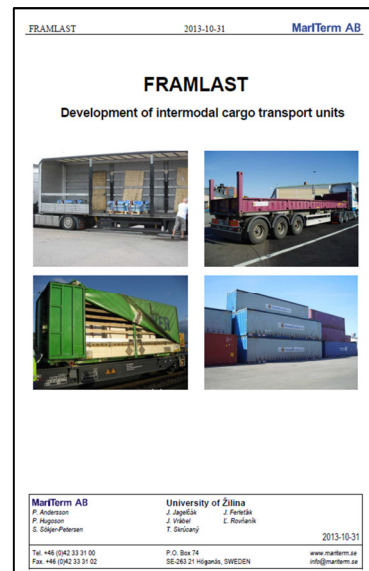 FRAMLAST 2013-10-31 MariTerm AB
FRAMLAST
Development of intermodal cargo transport units
MariTerm AB University of Žilina
P. Andersson J. Jagelčák J. Ferleťák
P. Hugoson J. Vrábel Ľ. Rovňaník
S. Sökjer-Petersen T. Skrúcaný
2013-10-31
Tel. +46 (0)42 33 31 00 P.O. Box 74 www.mariterm.se
Fax. +46 (0)42 33 31 02 SE-263 21 Höganäs, SWEDEN info@mariterm.se